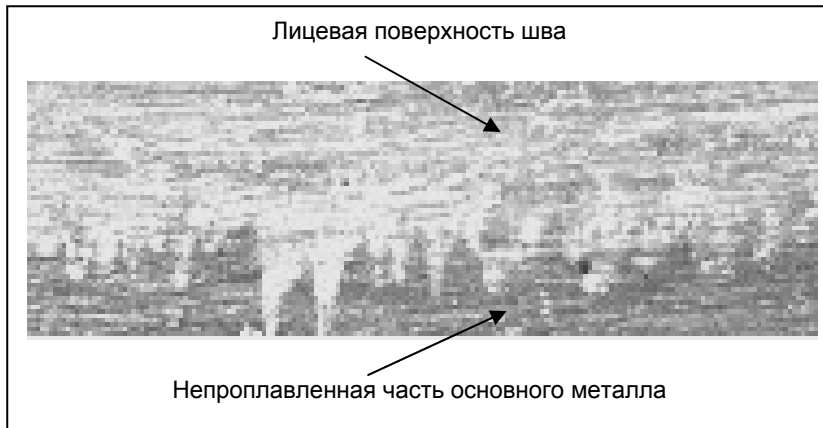 Лицевая поверхность шва
Непроплавленная часть основного металла